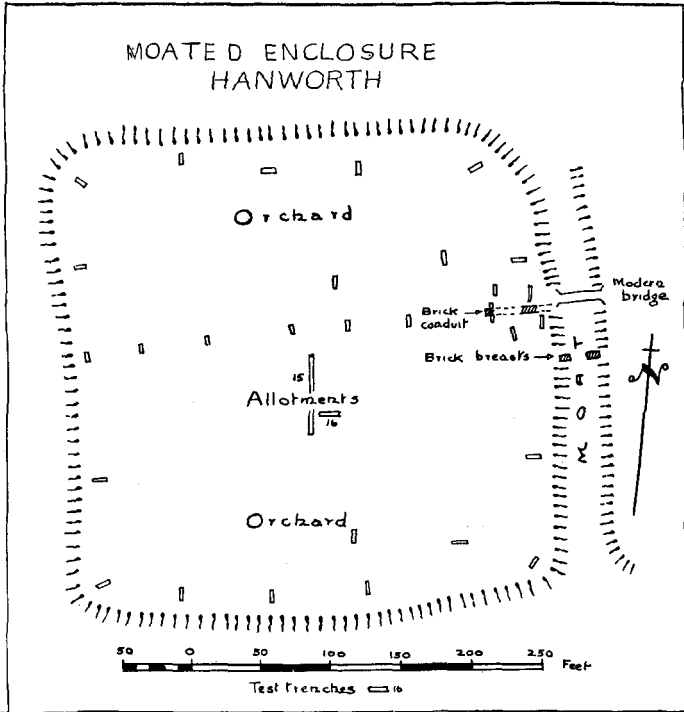 MOATED ENCLOSURE
HANWORTH
Orchard
Modern
bridge
Brick
conduit
Brick breasts
MOAT
15
Allotments
16
N
Orchard
50 0 50 100 150 200 250
Feet
Test trenches 16